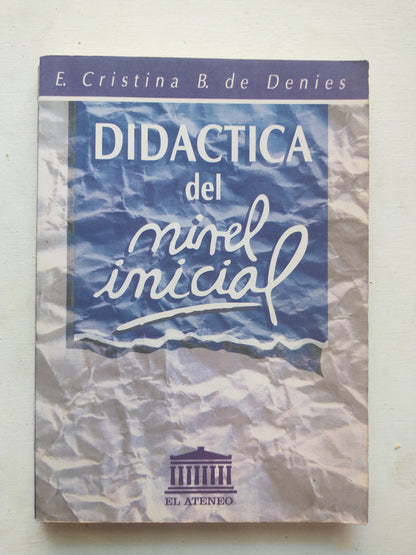 E. Cristina B. de Denies
DIDACTICA
del
nivel
inicial
EL ATENEO